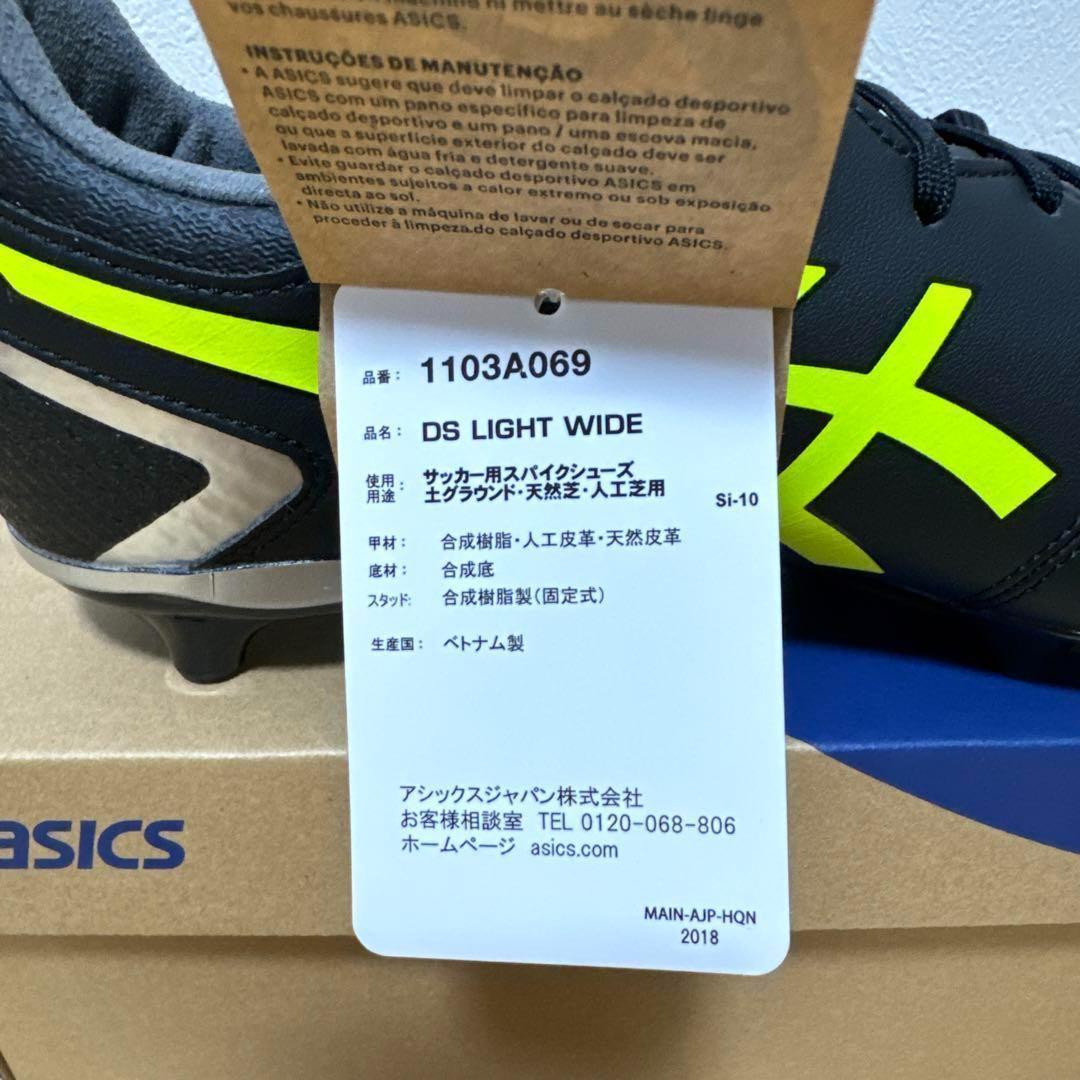 vos chaussures ASICS.
INSTRUÇÕES DE MANUTENÇÃO
• A ASICS sugere que deve limpar o calçado desportivo
ASICS com um pano específico para limpeza de
calçado desportivo e um pano / uma escova macia,
ou que a superfície exterior do calçado deve ser
lavada com água fria e detergente suave.
• Evite guardar o calçado desportivo ASICS em
ambientes sujeitos a calor extremo ou sob exposição
directa ao sol.
• Não utilize a máquina de lavar ou de secar para
proceder à limpeza do calçado desportivo ASICS.
品番： 1103A069
品名： DS LIGHT WIDE
使用用途： サッカー用スパイクシューズ
土グラウンド・天然芝・人工芝用 Si-10
甲材： 合成樹脂・人工皮革・天然皮革
底材： 合成底
スタッド： 合成樹脂製（固定式）
生産国： ベトナム製
アシックスジャパン株式会社
お客様相談室 TEL 0120-068-806
ホームページ asics.com
MAIN-AJP-HQN
2018
asics